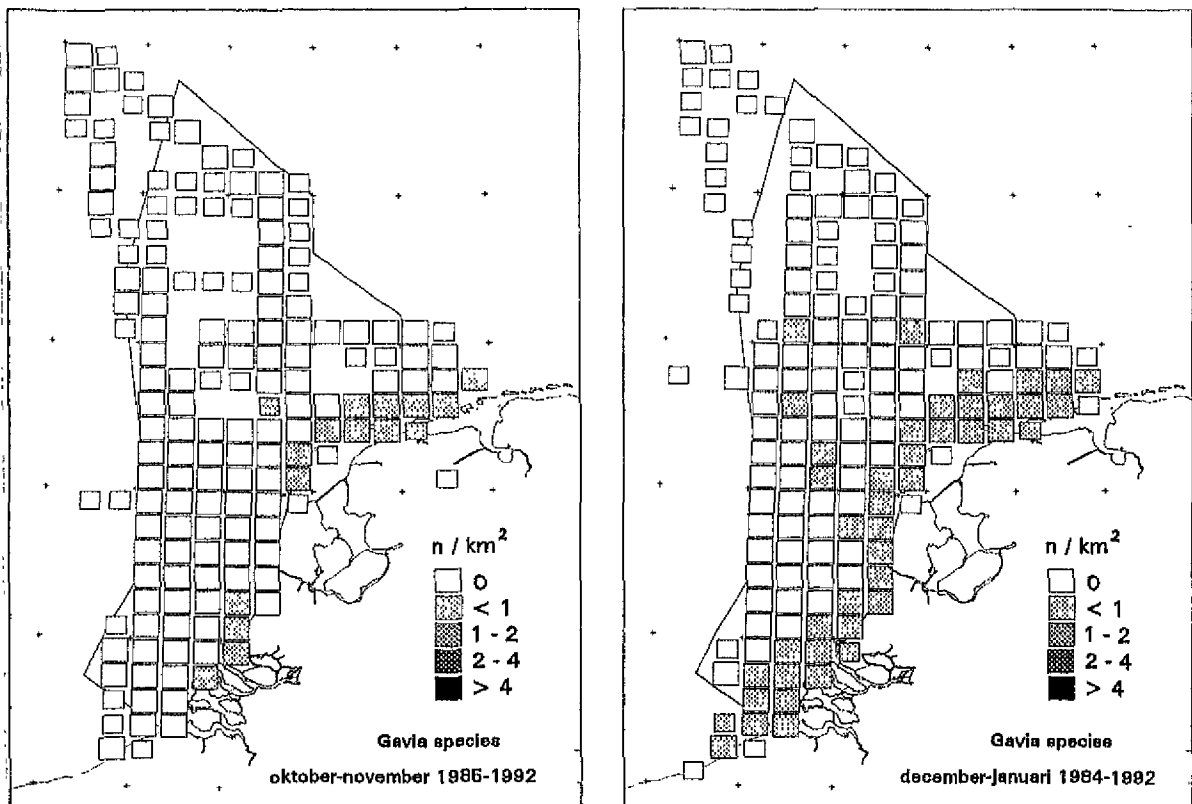 n / km²
0
< 1
1 - 2
2 - 4
> 4
Gavia species
oktober-november 1985-1992
n / km²
0
< 1
1 - 2
2 - 4
> 4
Gavia species
december-januari 1984-1992